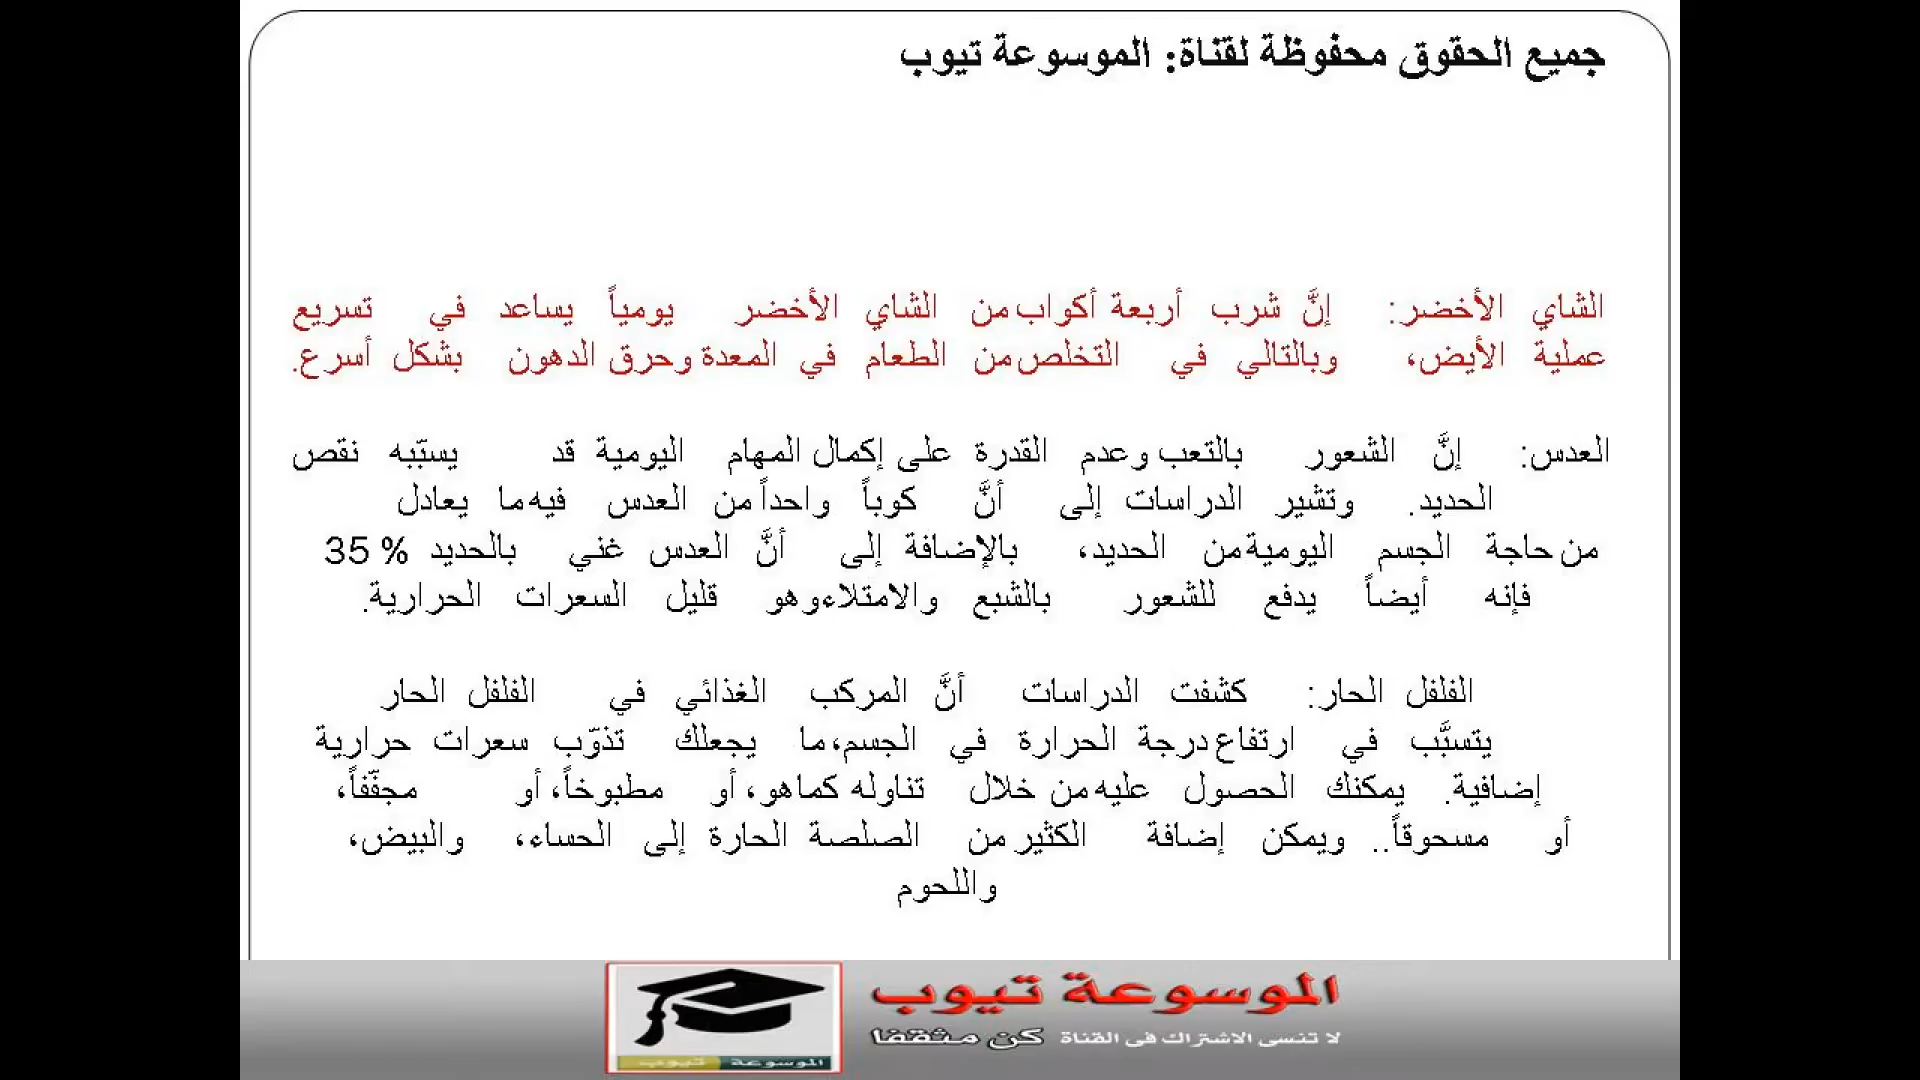 جميع الحقوق محفوظة لقناة: الموسوعة تيوب
الشاي الأخضر: إنَّ شرب أربعة أكواب من الشاي الأخضر يومياً يساعد في تسريع
عملية الأيض، وبالتالي في التخلص من الطعام في المعدة وحرق الدهون بشكل أسرع.
العدس: إنَّ الشعور بالتعب وعدم القدرة على إكمال المهام اليومية قد يسبّبه نقص
الحديد. وتشير الدراسات إلى أنَّ كوباً واحداً من العدس فيه ما يعادل
من حاجة الجسم اليومية من الحديد، بالإضافة إلى أنَّ العدس غني بالحديد % 35
فإنه أيضاً يدفع للشعور بالشبع والامتلاء وهو قليل السعرات الحرارية.
الفلفل الحار: كشفت الدراسات أنَّ المركب الغذائي في الفلفل الحار
يتسبَّب في ارتفاع درجة الحرارة في الجسم، ما يجعلك تذوّب سعرات حرارية
إضافية. يمكنك الحصول عليه من خلال تناوله كما هو، أو مطبوخاً، أو مجفّفاً،
أو مسحوقاً.. ويمكن إضافة الكثير من الصلصة الحارة إلى الحساء، والبيض،
واللحوم
الموسوعة تيوب
لا تنسى الاشتراك في القناة كن مثقفا
الموسوعة تيوب